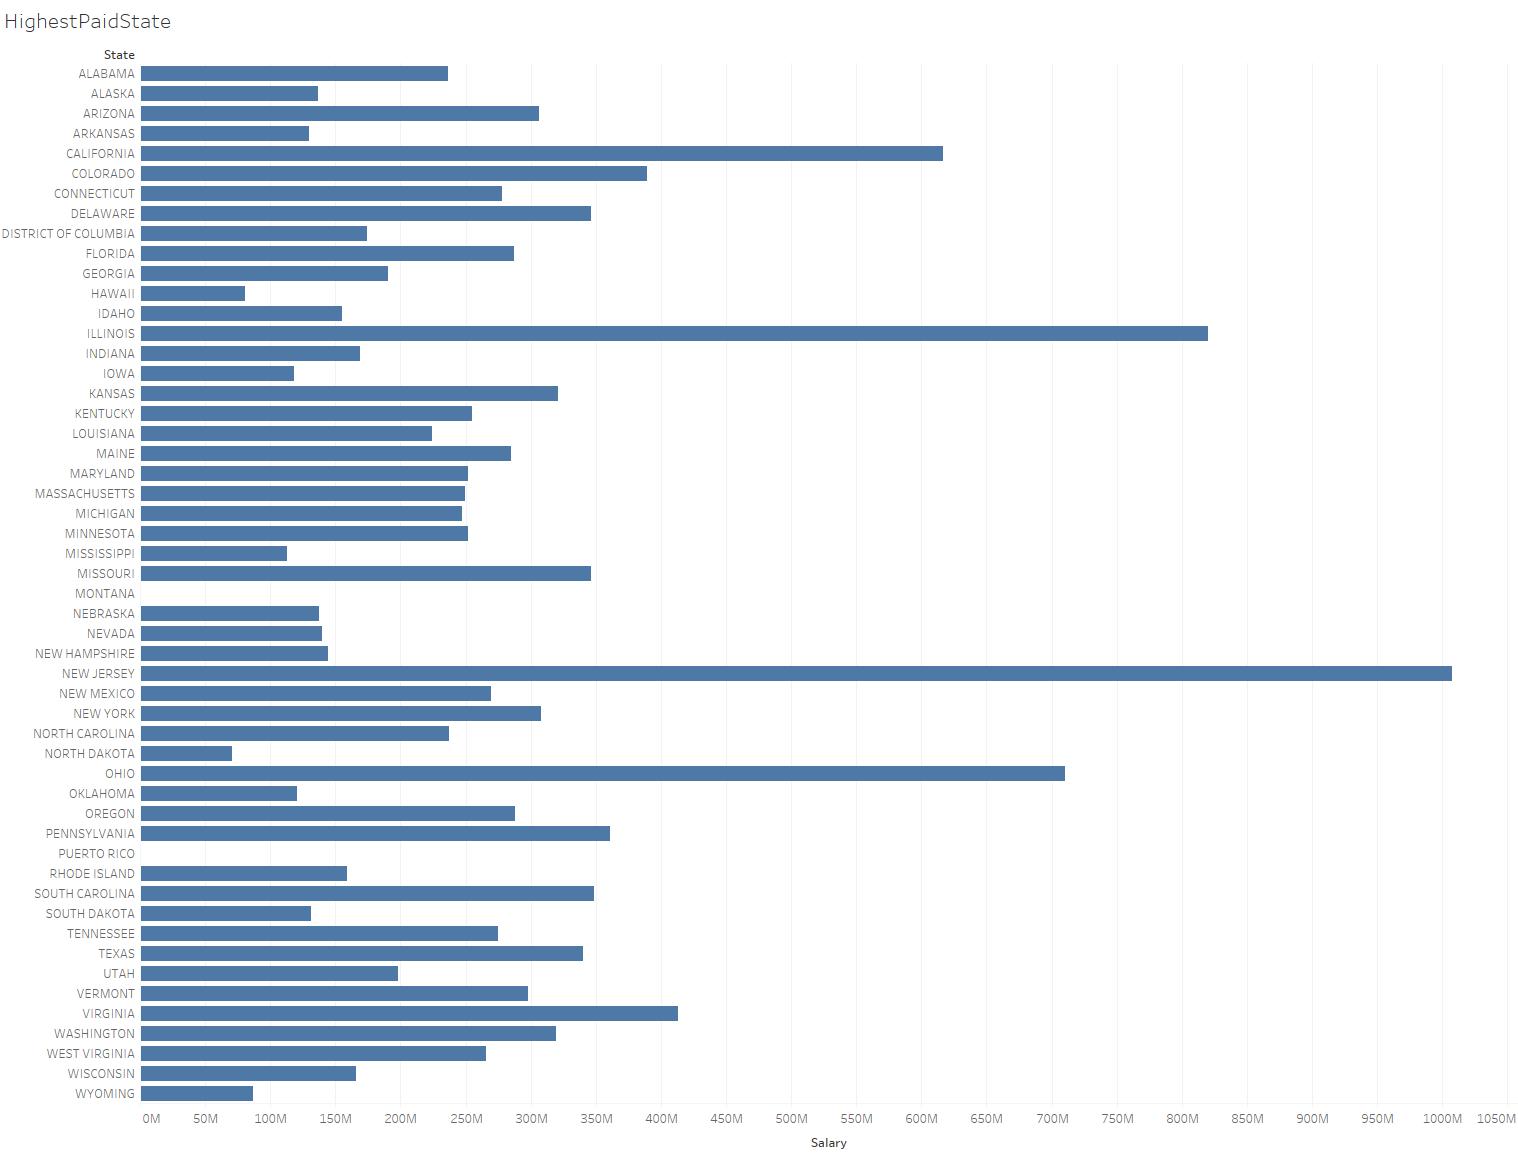 HighestPaidState
State
ALABAMA
ALASKA
ARIZONA
ARKANSAS
CALIFORNIA
COLORADO
CONNECTICUT
DELAWARE
DISTRICT OF COLUMBIA
FLORIDA
GEORGIA
HAWAII
IDAHO
ILLINOIS
INDIANA
IOWA
KANSAS
KENTUCKY
LOUISIANA
MAINE
MARYLAND
MASSACHUSETTS
MICHIGAN
MINNESOTA
MISSISSIPPI
MISSOURI
MONTANA
NEBRASKA
NEVADA
NEW HAMPSHIRE
NEW JERSEY
NEW MEXICO
NEW YORK
NORTH CAROLINA
NORTH DAKOTA
OHIO
OKLAHOMA
OREGON
PENNSYLVANIA
PUERTO RICO
RHODE ISLAND
SOUTH CAROLINA
SOUTH DAKOTA
TENNESSEE
TEXAS
UTAH
VERMONT
VIRGINIA
WASHINGTON
WEST VIRGINIA
WISCONSIN
WYOMING
0M 50M 100M 150M 200M 250M 300M 350M 400M 450M 500M 550M 600M 650M 700M 750M 800M 850M 900M 950M 1000M 1050M
Salary